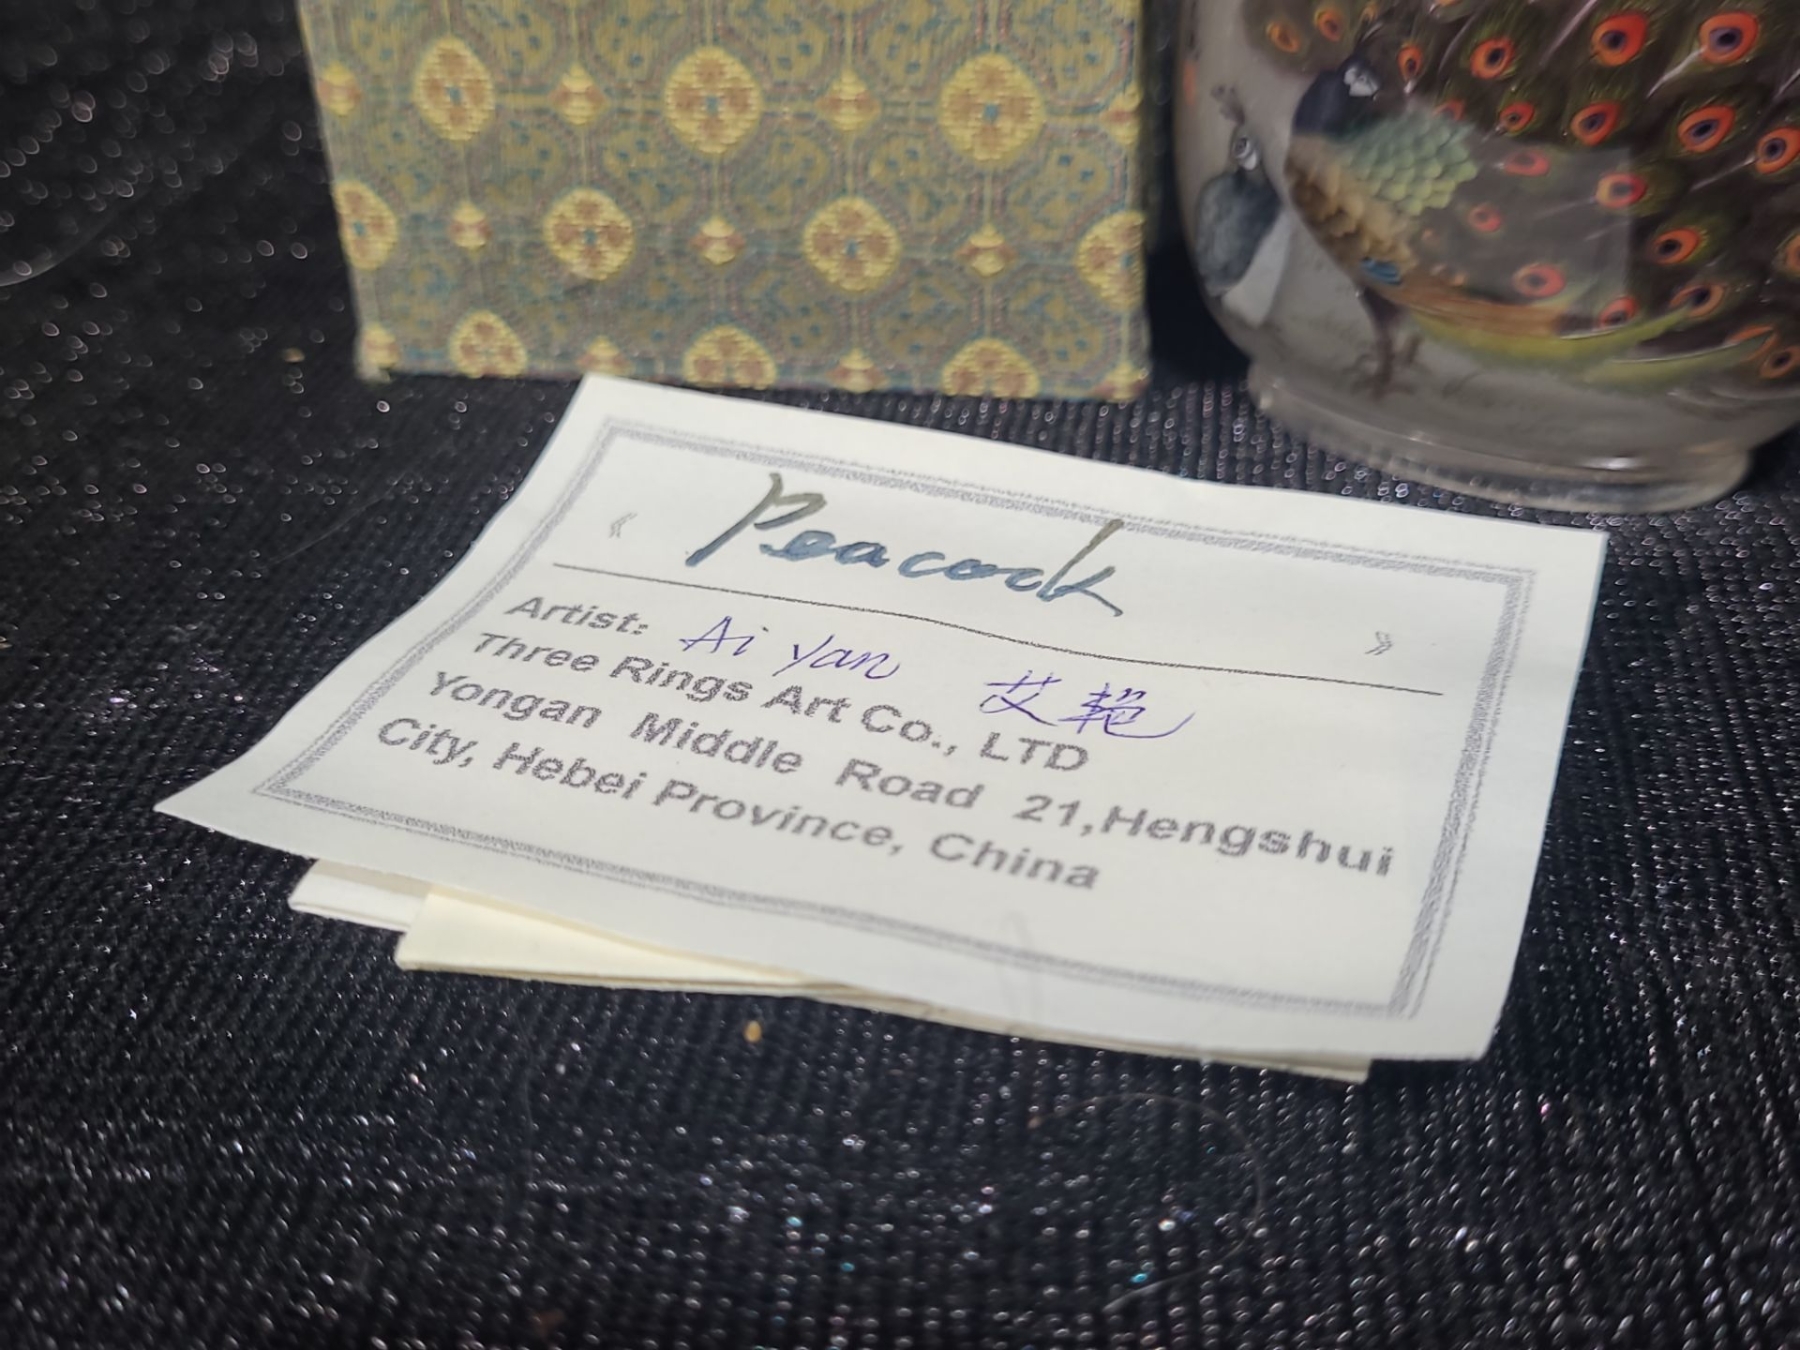 《 Peacock 》
Artist: Ai Yan 艾艳
Three Rings Art Co., LTD
Yongan Middle Road 21,Hengshui
City, Hebei Province, China